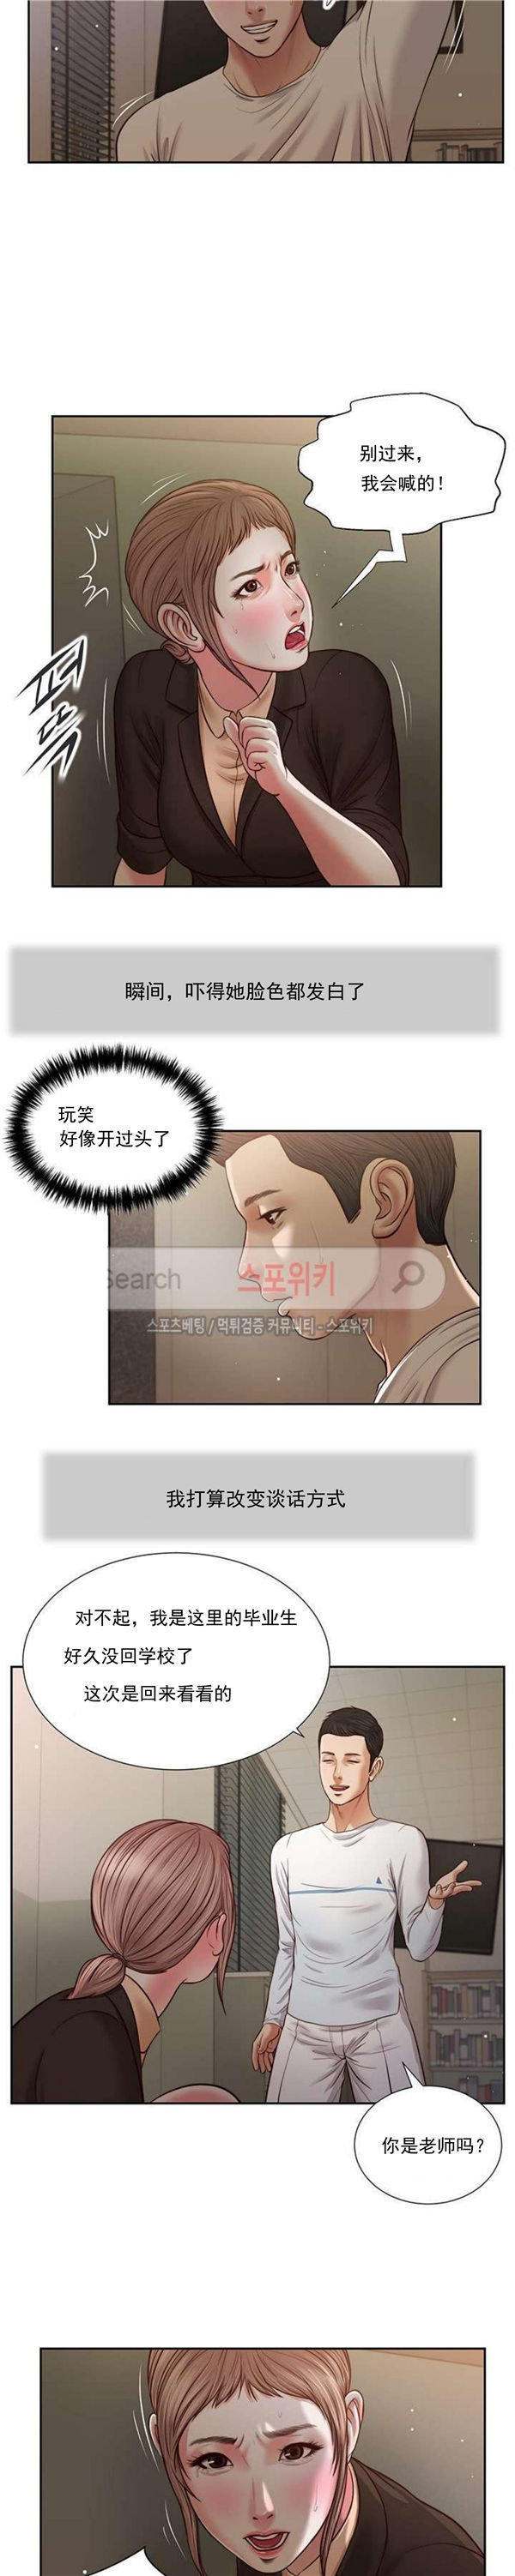 别过来，
我会喊的！
퍼
뜩
瞬间，吓得她脸色都发白了
玩笑
好像开过头了
Search 스포위키
스포츠베팅 / 먹튀검증 커뮤니티 - 스포위키
我打算改变谈话方式
对不起，我是这里的毕业生
好久没回学校了
这次是回来看看的
你是老师吗？